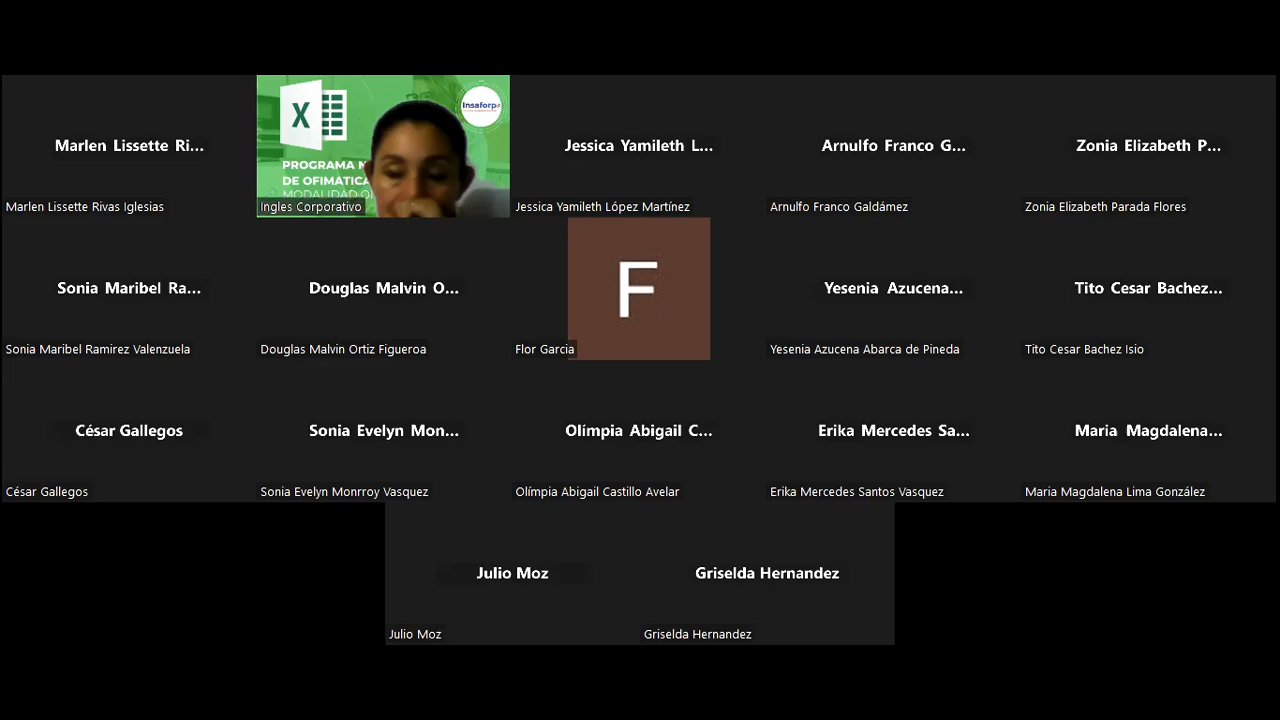 Marlen Lissette Ri...
Marlen Lissette Rivas Iglesias
X
Insaforp
PROGRAMA N
DE OFIMATICA
MODALIDAD O
Ingles Corporativo
Jessica Yamileth L...
Jessica Yamileth López Martínez
Arnulfo Franco G...
Arnulfo Franco Galdámez
Zonia Elizabeth P...
Zonia Elizabeth Parada Flores
Sonia Maribel Ra...
Sonia Maribel Ramirez Valenzuela
Douglas Malvin O...
Douglas Malvin Ortiz Figueroa
F
Flor Garcia
Yesenia Azucena...
Yesenia Azucena Abarca de Pineda
Tito Cesar Bachez...
Tito Cesar Bachez Isio
César Gallegos
César Gallegos
Sonia Evelyn Mon...
Sonia Evelyn Monrroy Vasquez
Olímpia Abigail C...
Olímpia Abigail Castillo Avelar
Erika Mercedes Sa...
Erika Mercedes Santos Vasquez
Maria Magdalena...
Maria Magdalena Lima González
Julio Moz
Julio Moz
Griselda Hernandez
Griselda Hernandez